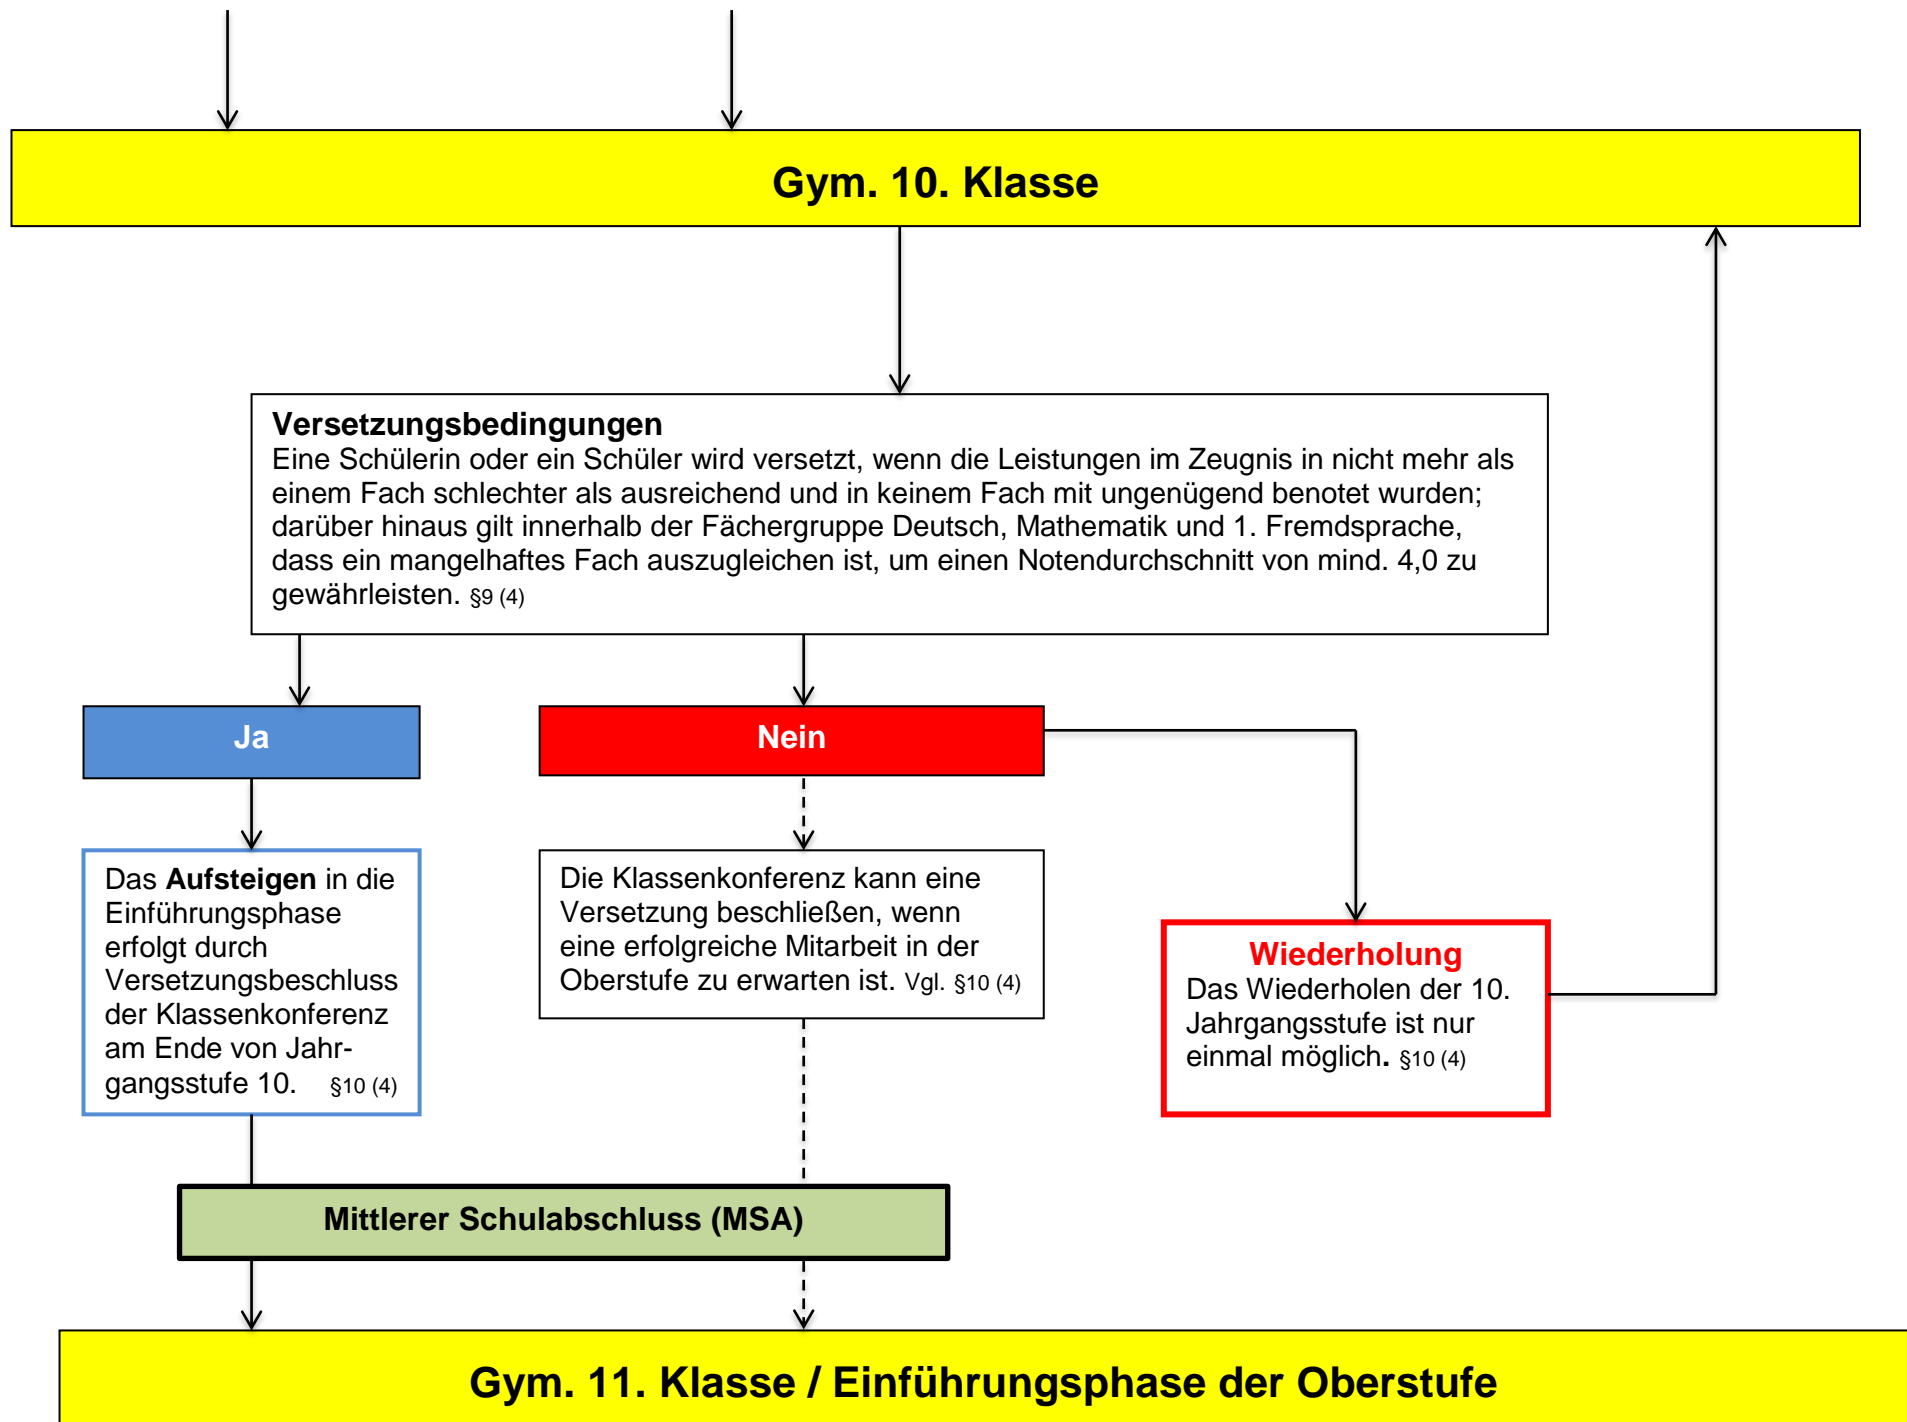 Gym. 10. Klasse
Versetzungsbedingungen
Eine Schülerin oder ein Schüler wird versetzt, wenn die Leistungen im Zeugnis in nicht mehr als
einem Fach schlechter als ausreichend und in keinem Fach mit ungenügend benotet wurden;
darüber hinaus gilt innerhalb der Fächergruppe Deutsch, Mathematik und 1. Fremdsprache,
dass ein mangelhaftes Fach auszugleichen ist, um einen Notendurchschnitt von mind. 4,0 zu
gewährleisten. §9 (4)
Ja
Nein
Das Aufsteigen in die
Einführungsphase
erfolgt durch
Versetzungsbeschluss
der Klassenkonferenz
am Ende von Jahr-
gangsstufe 10. §10 (4)
Die Klassenkonferenz kann eine
Versetzung beschließen, wenn
eine erfolgreiche Mitarbeit in der
Oberstufe zu erwarten ist. Vgl. §10 (4)
Wiederholung
Das Wiederholen der 10.
Jahrgangsstufe ist nur
einmal möglich. §10 (4)
Mittlerer Schulabschluss (MSA)
Gym. 11. Klasse / Einführungsphase der Oberstufe